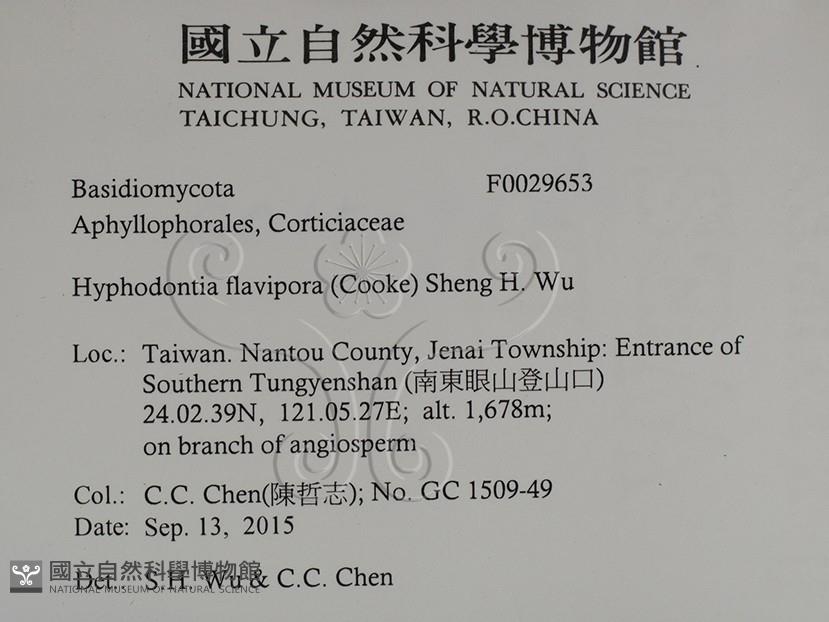 國立自然科學博物館
NATIONAL MUSEUM OF NATURAL SCIENCE
TAICHUNG, TAIWAN, R.O.CHINA
Basidiomycota F0029653
Aphyllophorales, Corticiaceae
Hyphodontia flavipora (Cooke) Sheng H. Wu
Loc.: Taiwan. Nantou County, Jenai Township: Entrance of
Southern Tungyenshan (南東眼山登山口)
24.02.39N, 121.05.27E; alt. 1,678m;
on branch of angiosperm
Col.: C.C. Chen(陳哲志); No. GC 1509-49
Date: Sep. 13, 2015
Det.: S.H. Wu & C.C. Chen
國立自然科學博物館
NATIONAL MUSEUM OF NATURAL SCIENCE